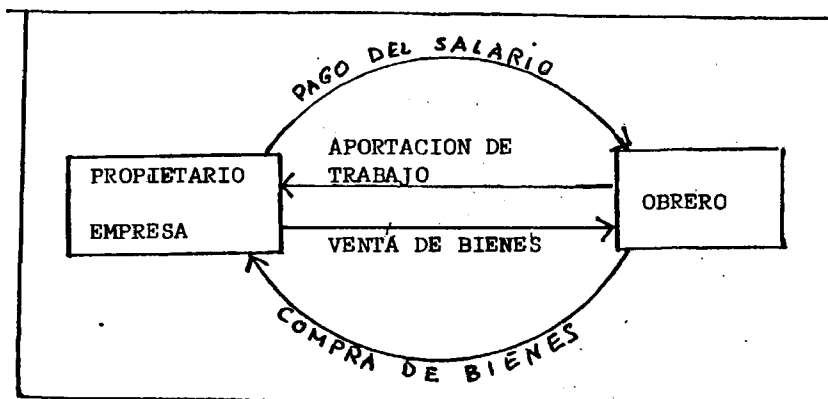 PAGO DEL SALARIO
APORTACION DE
TRABAJO
PROPIETARIO
EMPRESA
OBRERO
VENTA DE BIENES
COMPRA DE BIENES